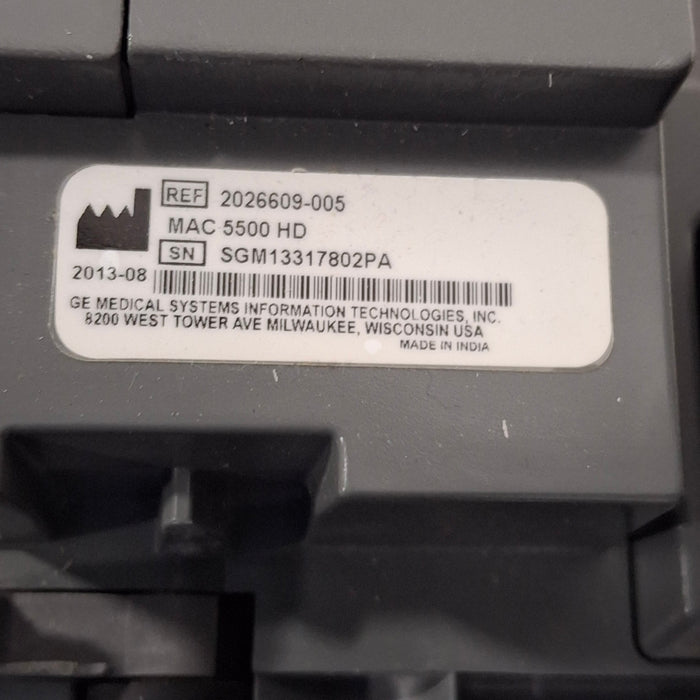 REF 2026609-005
MAC 5500 HD
SN SGM13317802PA
2013-08
GE MEDICAL SYSTEMS INFORMATION TECHNOLOGIES, INC.
8200 WEST TOWER AVE MILWAUKEE, WISCONSIN USA
MADE IN INDIA